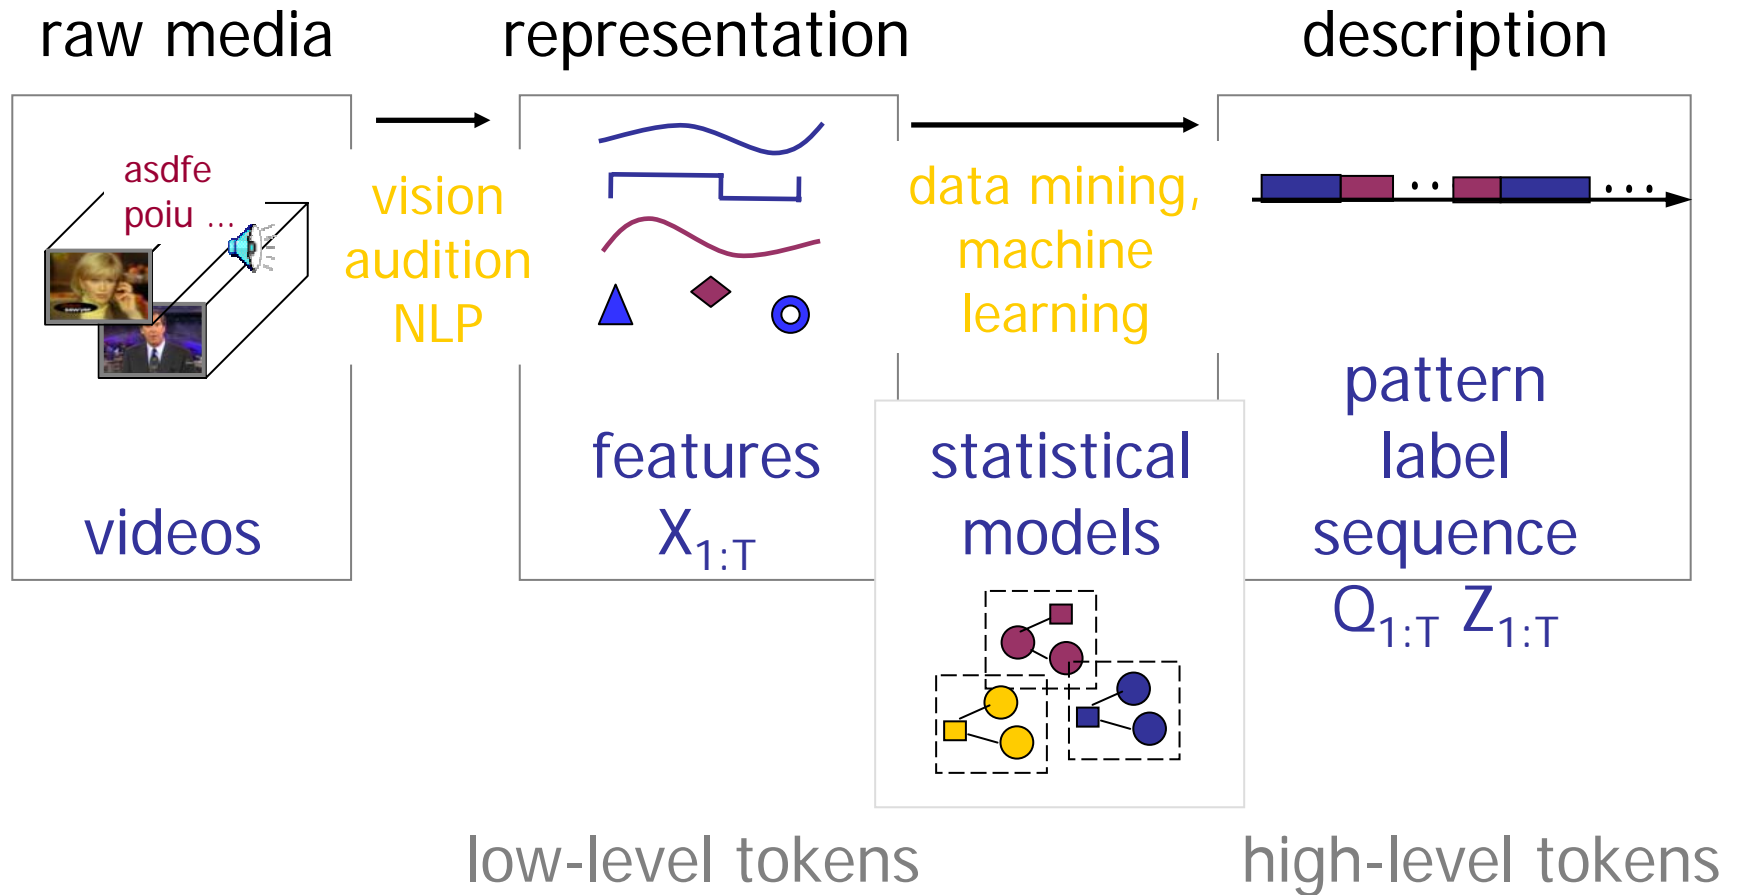 raw media
representation
description
asdfe
poiu ...
vision
audition
NLP
data mining,
machine
learning
videos
features
X1:T
statistical
models
pattern
label
sequence
Q1:T Z1:T
low-level tokens
high-level tokens